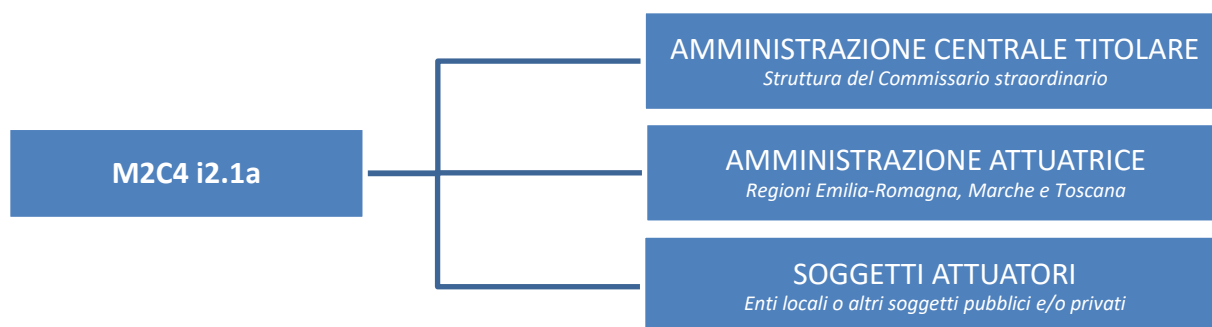 M2C4 i2.1a
AMMINISTRAZIONE CENTRALE TITOLARE
Struttura del Commissario straordinario
AMMINISTRAZIONE ATTUATRICE
Regioni Emilia-Romagna, Marche e Toscana
SOGGETTI ATTUATORI
Enti locali o altri soggetti pubblici e/o privati